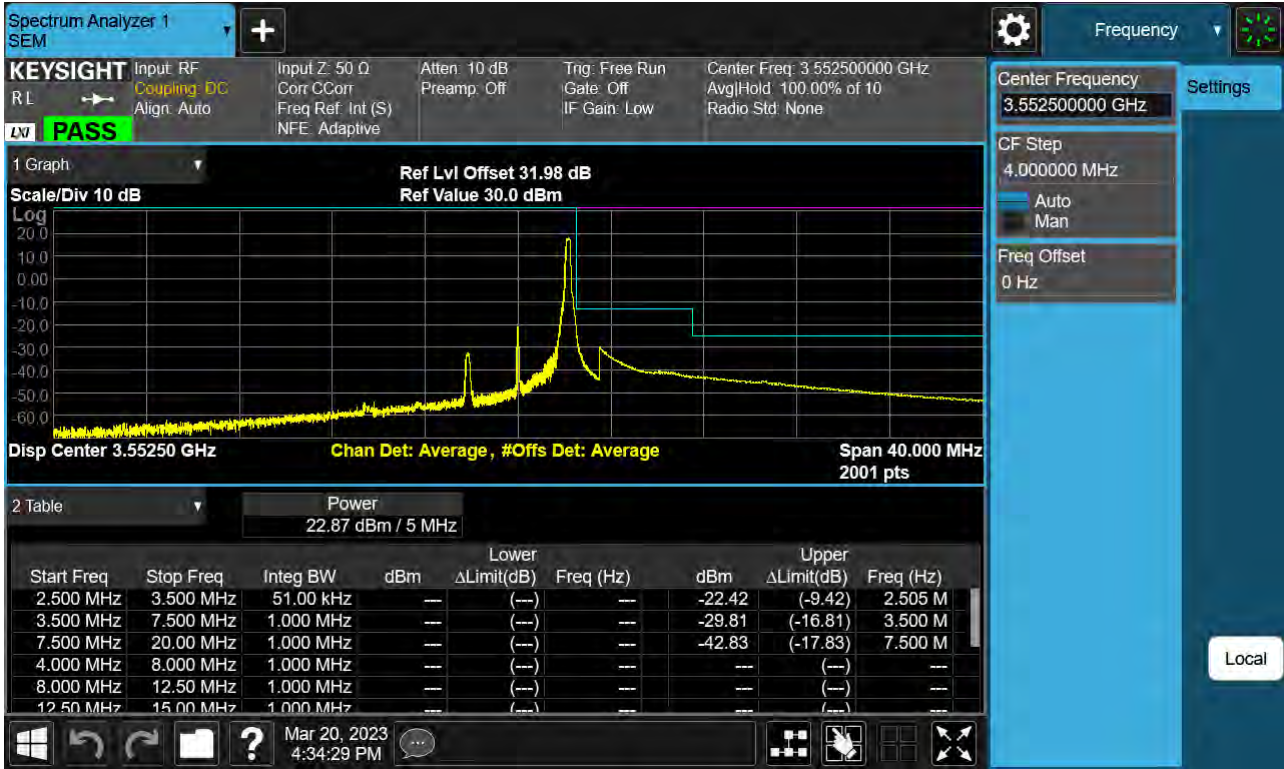 Spectrum Analyzer 1
SEM
+
Frequency
KEYSIGHT
R L
LXI PASS
Input: RF
Coupling: DC
Align: Auto
Input Z: 50 Ω
Corr CCorr
Freq Ref: Int (S)
NFE: Adaptive
Atten: 10 dB
Preamp: Off
Trig: Free Run
Gate: Off
IF Gain: Low
Center Freq: 3.552500000 GHz
Avg|Hold: 100.00% of 10
Radio Std: None
Center Frequency
3.552500000 GHz
Settings
CF Step
4.000000 MHz
Auto
Man
Freq Offset
0 Hz
Local
1 Graph
Scale/Div 10 dB
Ref Lvl Offset 31.98 dB
Ref Value 30.0 dBm
Log
20.0
10.0
0.00
-10.0
-20.0
-30.0
-40.0
-50.0
-60.0
Disp Center 3.55250 GHz
Chan Det: Average, #Offs Det: Average
Span 40.000 MHz
2001 pts
2 Table
Power
22.87 dBm / 5 MHz
Lower Upper
Start Freq Stop Freq Integ BW dBm ΔLimit(dB) Freq (Hz) dBm ΔLimit(dB) Freq (Hz)
2.500 MHz 3.500 MHz 51.00 kHz --- (---) --- -22.42 (-9.42) 2.505 M
3.500 MHz 7.500 MHz 1.000 MHz --- (---) --- -29.81 (-16.81) 3.500 M
7.500 MHz 20.00 MHz 1.000 MHz --- (---) --- -42.83 (-17.83) 7.500 M
4.000 MHz 8.000 MHz 1.000 MHz --- (---) --- --- (---) ---
8.000 MHz 12.50 MHz 1.000 MHz --- (---) --- --- (---) ---
12.50 MHz 15.00 MHz 1.000 MHz --- (---) --- --- (---) ---
?
Mar 20, 2023
4:34:29 PM